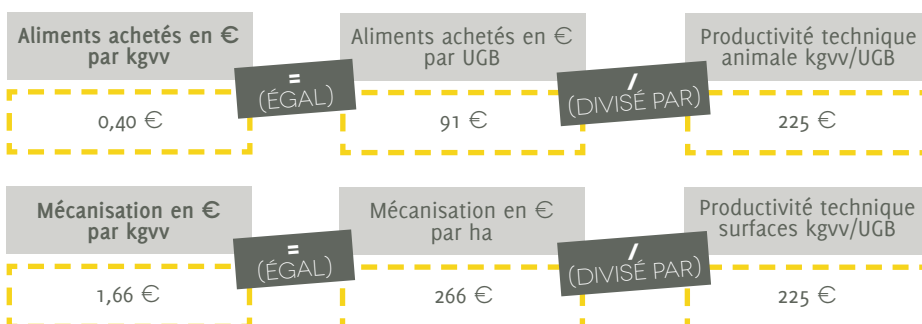 Aliments achetés en €
par kgvv
=
(ÉGAL)
Aliments achetés en €
par UGB
/
(DIVISÉ PAR)
Productivité technique
animale kgvv/UGB
0,40 €
91 €
225 €
Mécanisation en €
par kgvv
=
(ÉGAL)
Mécanisation en €
par ha
/
(DIVISÉ PAR)
Productivité technique
surfaces kgvv/UGB
1,66 €
266 €
225 €